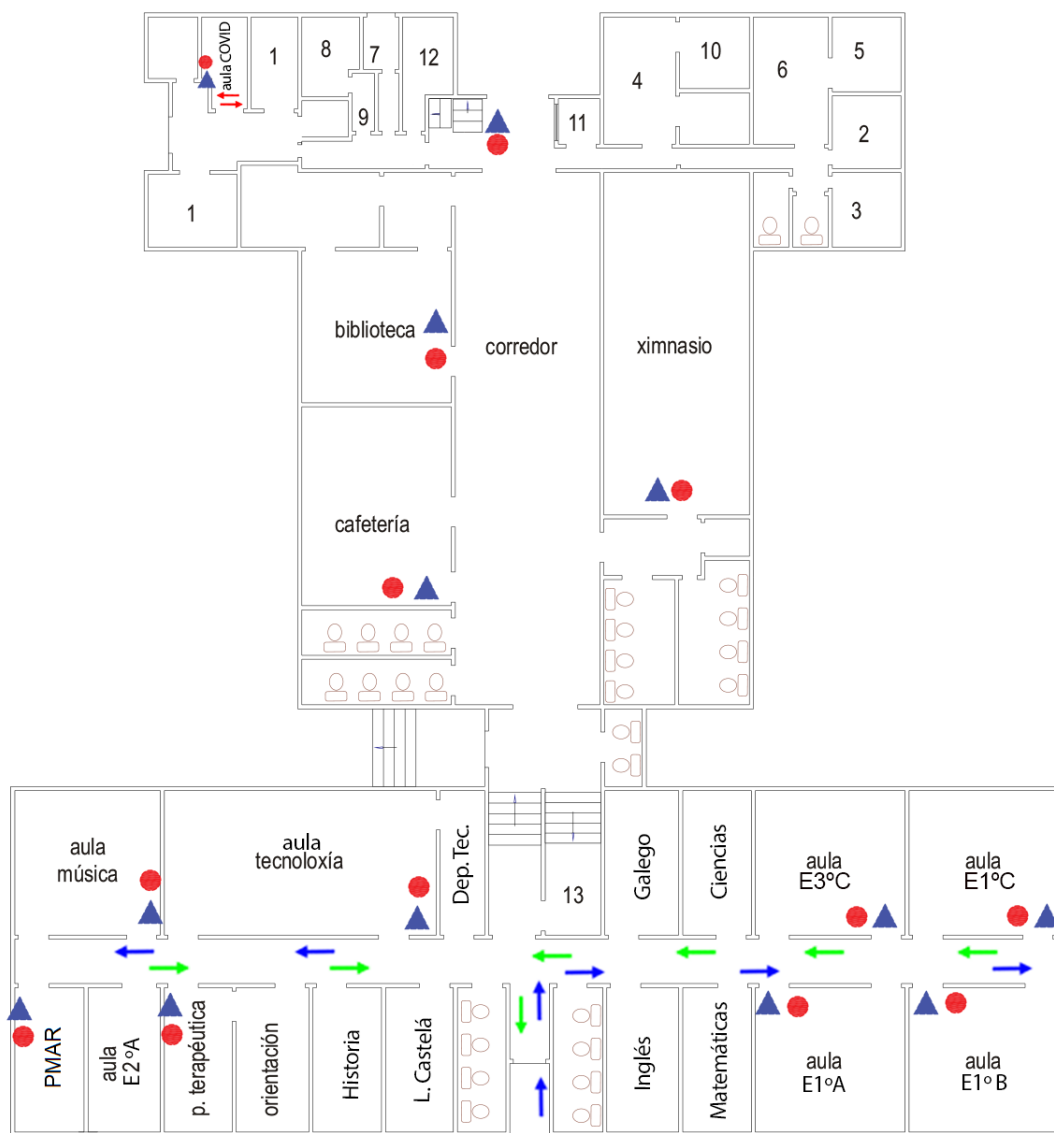 aula COVID
1
8
7
12
9
11
4
10
6
5
2
3
1
biblioteca
corredor
ximnasio
cafetería
aula
música
aula
tecnoloxía
Dep. Tec.
13
Galego
Ciencias
aula
E3ºC
aula
E1ºC
PMAR
aula
E2ºA
p. terapéutica
orientación
Historia
L. Castelá
Inglés
Matemáticas
aula
E1ºA
aula
E1ºB